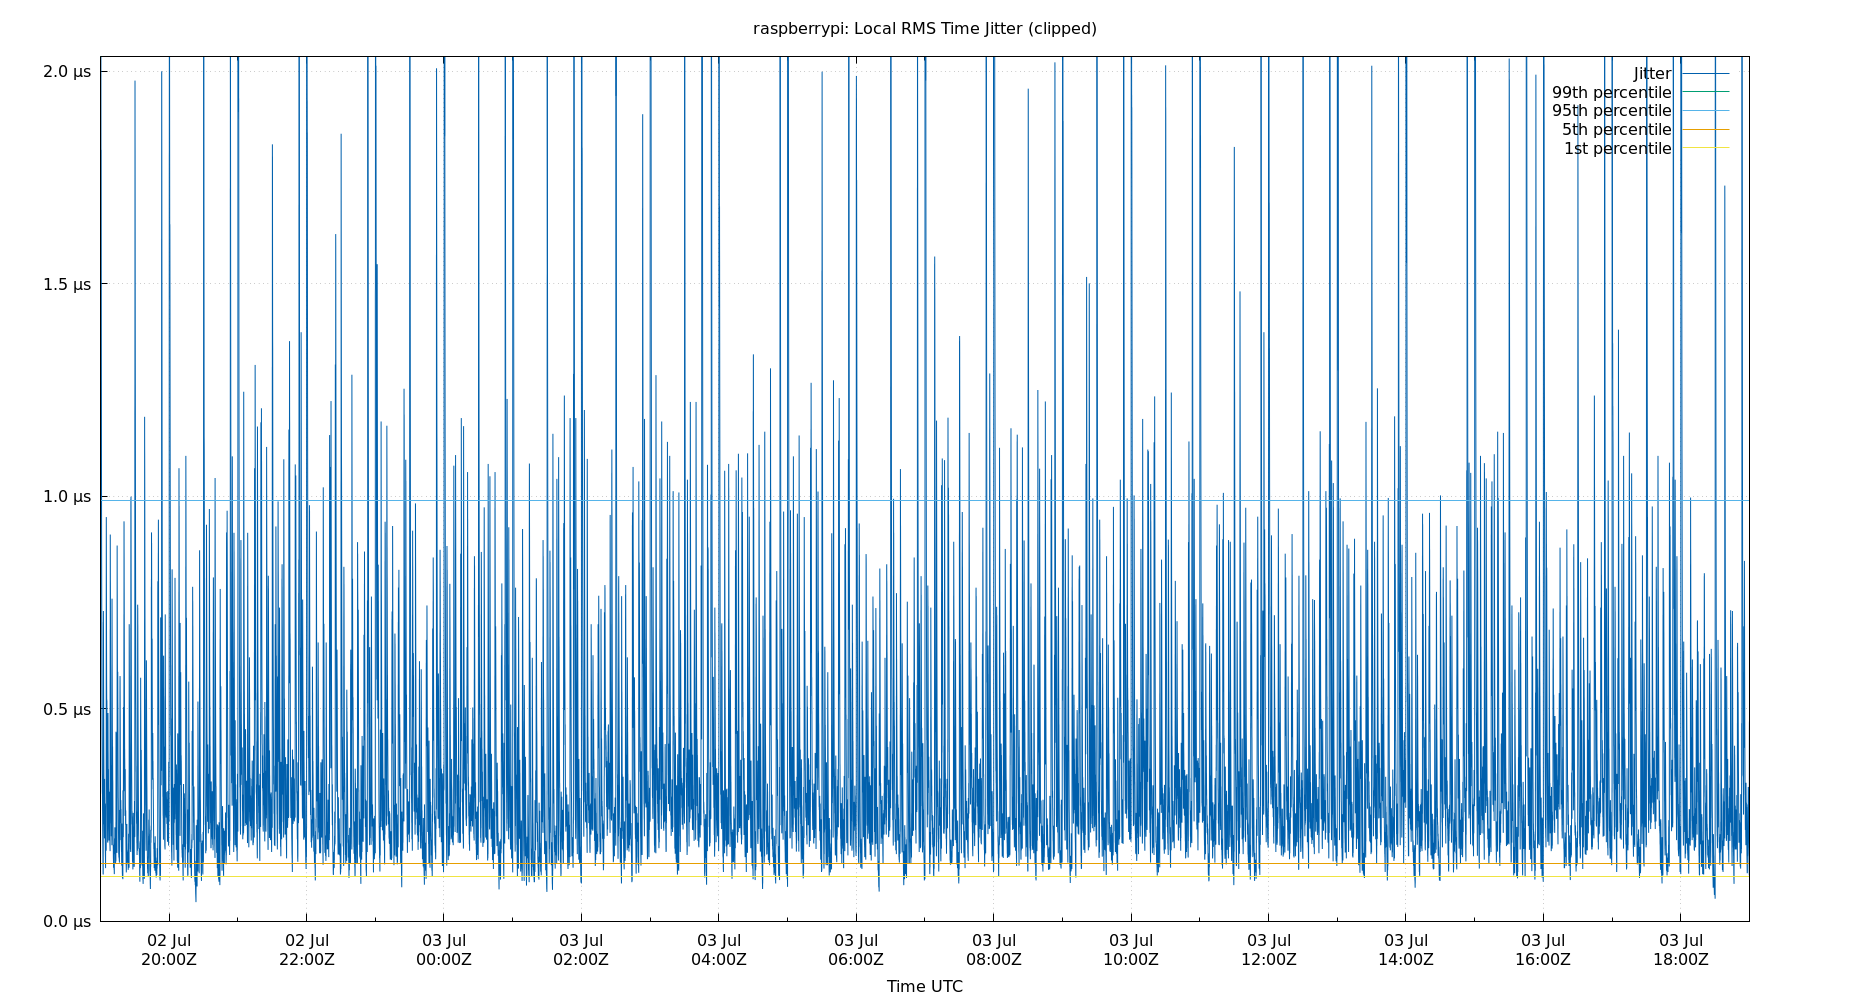 raspberrypi: Local RMS Time Jitter (clipped)
2.0 µs
1.5 µs
1.0 µs
0.5 µs
0.0 µs
Jitter
99th percentile
95th percentile
5th percentile
1st percentile
02 Jul 02 Jul 03 Jul 03 Jul 03 Jul 03 Jul 03 Jul 03 Jul 03 Jul 03 Jul 03 Jul 03 Jul
20:00Z 22:00Z 00:00Z 02:00Z 04:00Z 06:00Z 08:00Z 10:00Z 12:00Z 14:00Z 16:00Z 18:00Z
Time UTC